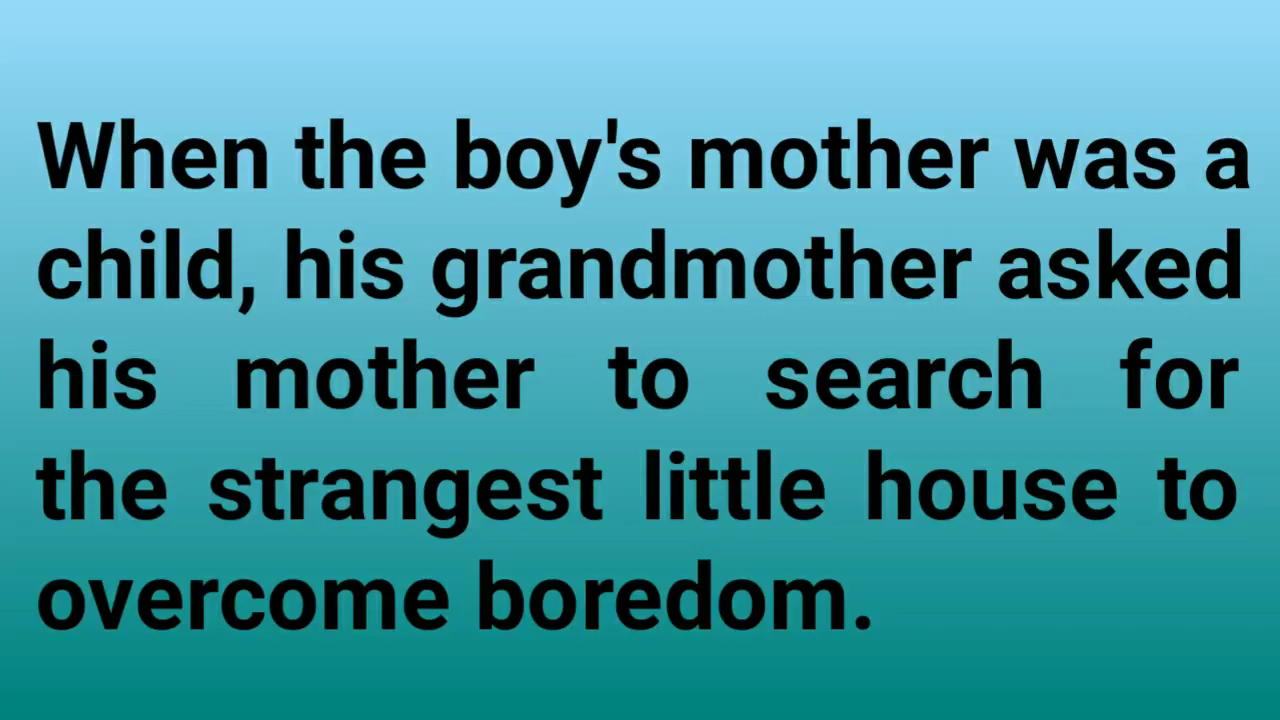 When the boy's mother was a
child, his grandmother asked
his mother to search for
the strangest little house to
overcome boredom.